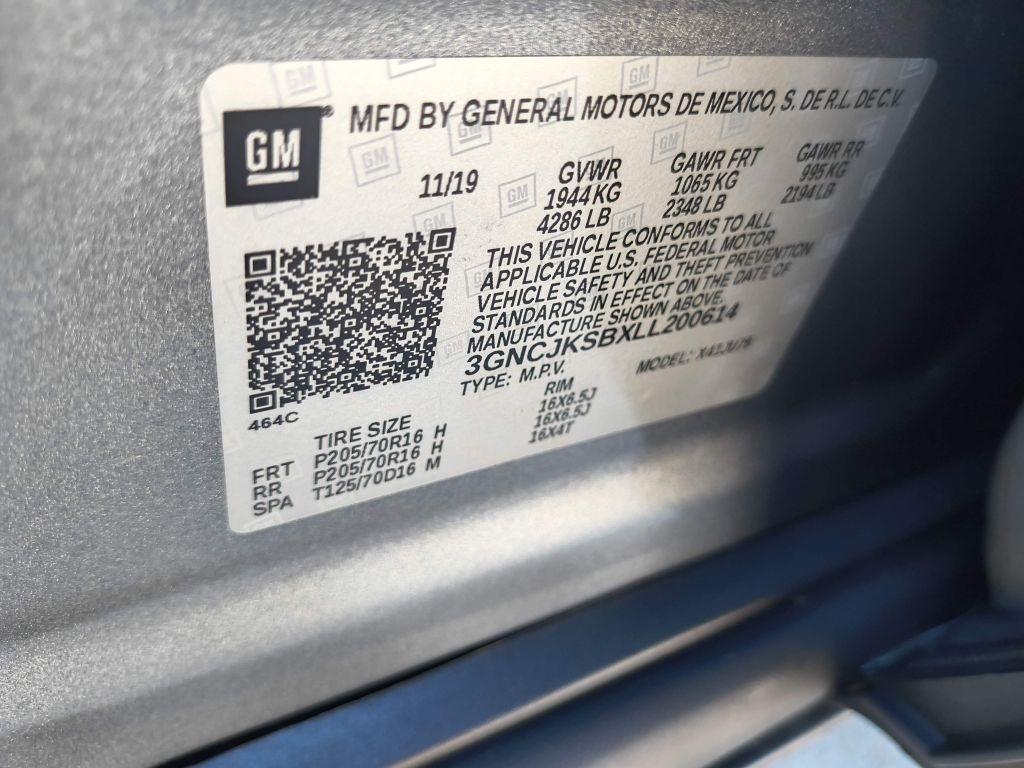 GM
MFD BY GENERAL MOTORS DE MEXICO, S. DE R.L. DE C.V.
11/19 GVWR GAWR FRT GAWR RR
1944 KG 1065 KG 995 KG
4286 LB 2348 LB 2194 LB
THIS VEHICLE CONFORMS TO ALL
APPLICABLE U.S. FEDERAL MOTOR
VEHICLE SAFETY AND THEFT PREVENTION
STANDARDS IN EFFECT ON THE DATE OF
MANUFACTURE SHOWN ABOVE.
3GNCJKSBXLL200614
TYPE: M.P.V. MODEL: X41JU76
464C
TIRE SIZE RIM
FRT P205/70R16 H 16X6.5J
RR P205/70R16 H 16X6.5J
SPA T125/70D16 M 16X4T